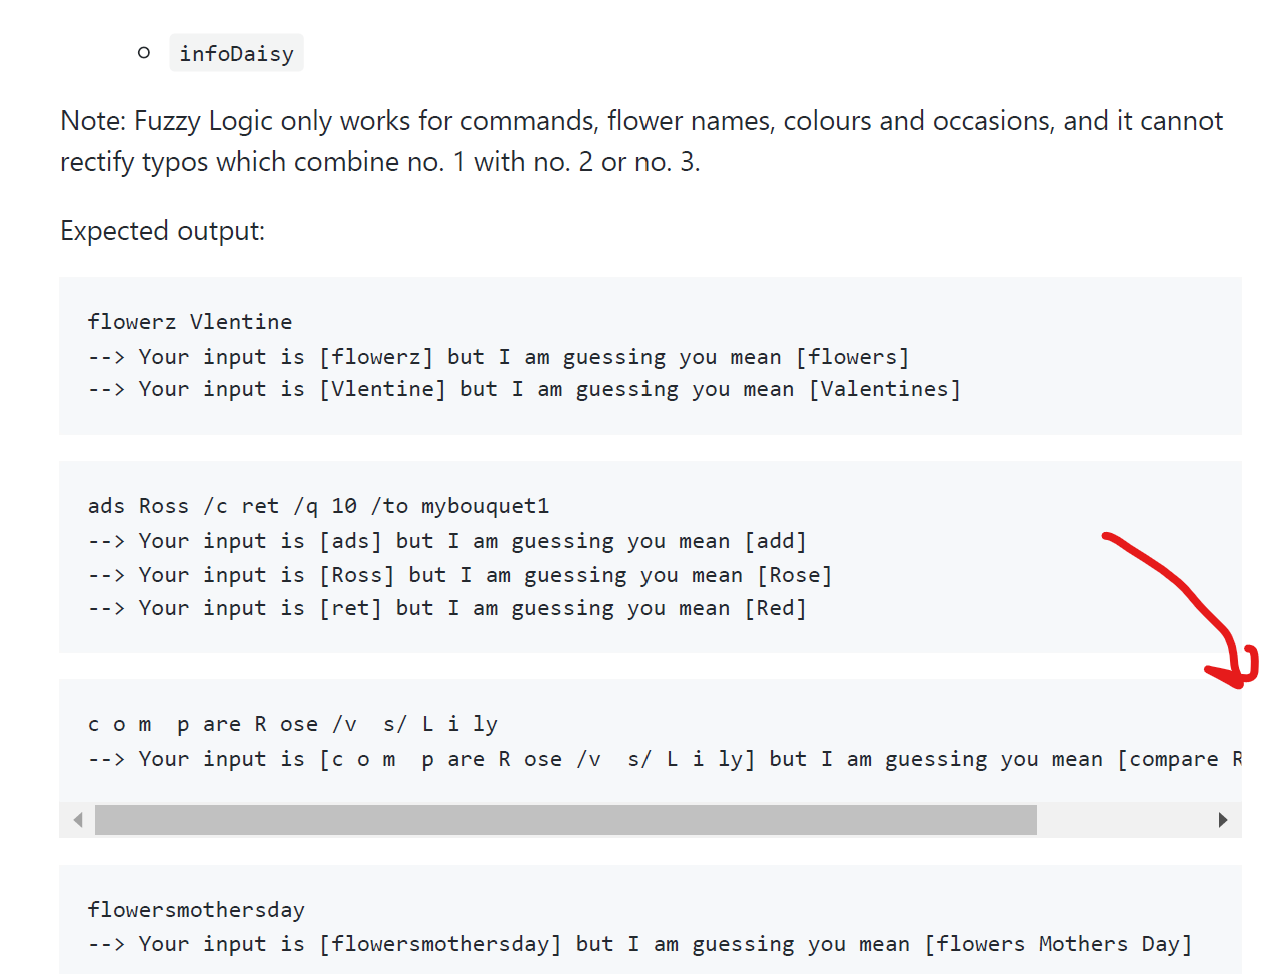 infoDaisy
Note: Fuzzy Logic only works for commands, flower names, colours and occasions, and it cannot
rectify typos which combine no. 1 with no. 2 or no. 3.
Expected output:
flowerz Vlentine
--> Your input is [flowerz] but I am guessing you mean [flowers]
--> Your input is [Vlentine] but I am guessing you mean [Valentines]
ads Ross /c ret /q 10 /to mybouquet1
--> Your input is [ads] but I am guessing you mean [add]
--> Your input is [Ross] but I am guessing you mean [Rose]
--> Your input is [ret] but I am guessing you mean [Red]
c o m  p are R ose /v  s/ L i ly
--> Your input is [c o m  p are R ose /v  s/ L i ly] but I am guessing you mean [compare R
flowersmothersday
--> Your input is [flowersmothersday] but I am guessing you mean [flowers Mothers Day]